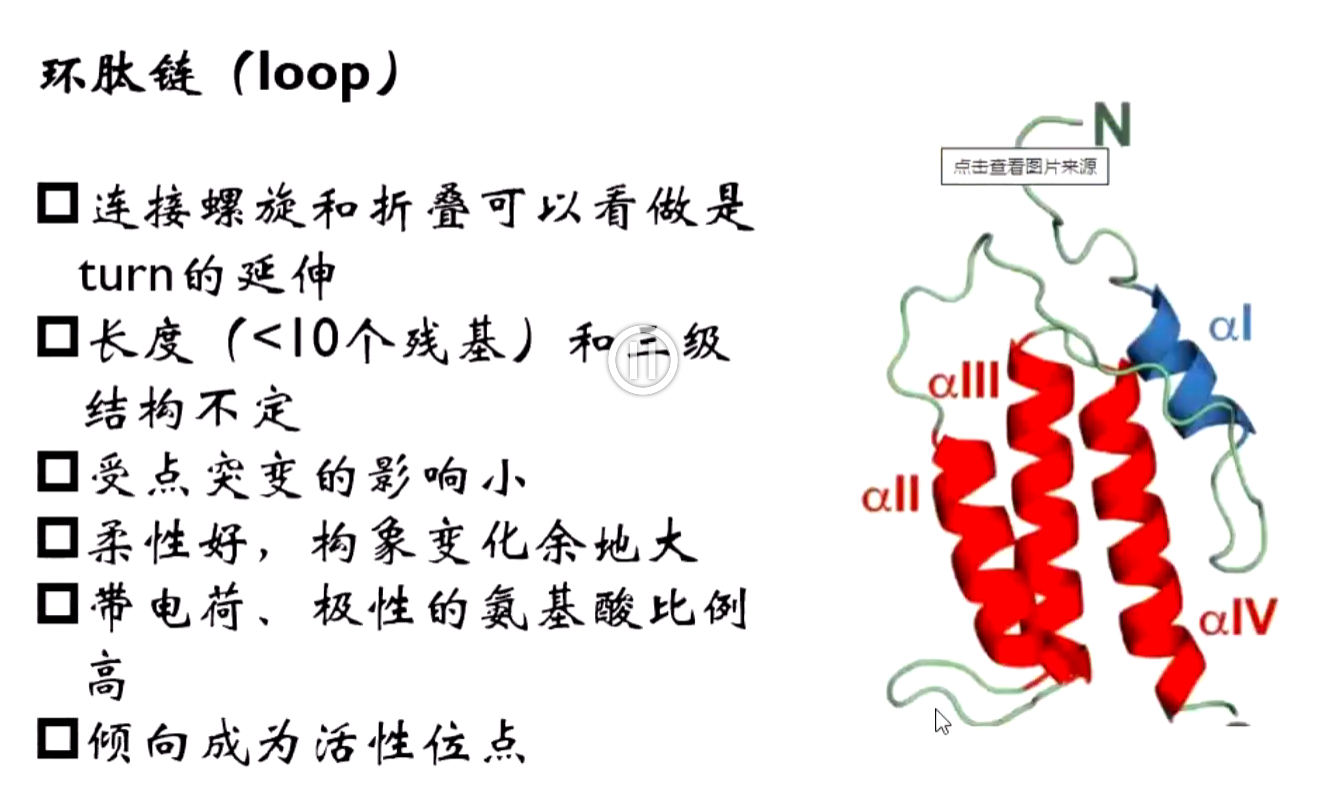 环肽链（loop）
连接螺旋和折叠可以看做是
turn的延伸
长度（<10个残基）和三级
结构不定
受点突变的影响小
柔性好，构象变化余地大
带电荷、极性的氨基酸比例
高
倾向成为活性位点
N
点击查看图片来源
αI
αIII
αII
αIV